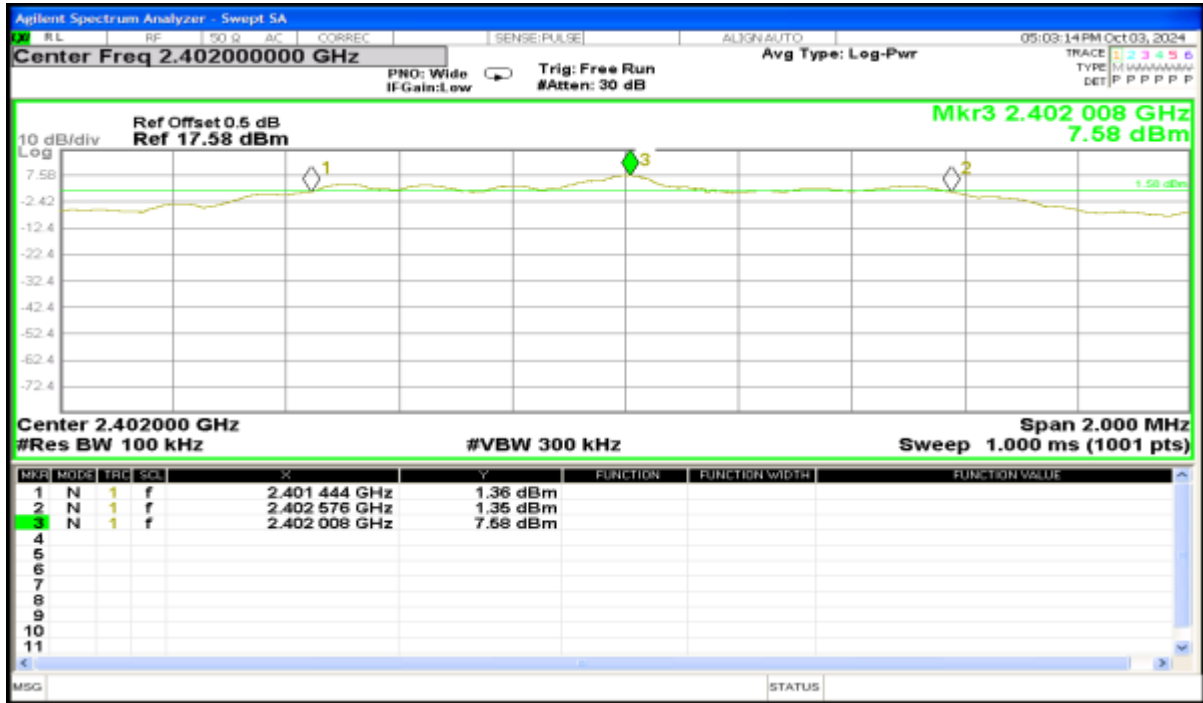 Agilent Spectrum Analyzer - Swept SA
RL RF 50 Ω AC CORREC SENSE:PULSE ALIGN AUTO 05:03:14 PM Oct 03, 2024
Center Freq 2.402000000 GHz
PNO: Wide
IFGain:Low
Trig: Free Run
#Atten: 30 dB
Avg Type: Log-Pwr
TRACE 1 2 3 4 5 6
TYPE M
DET P P P P P P
Mkr3 2.402 008 GHz
7.58 dBm
Ref Offset 0.5 dB
10 dB/div Ref 17.58 dBm
Log
7.58
-2.42
-12.4
-22.4
-32.4
-42.4
-52.4
-62.4
-72.4
1
3
2
1.58 dBm
Center 2.402000 GHz Span 2.000 MHz
#Res BW 100 kHz #VBW 300 kHz Sweep 1.000 ms (1001 pts)
MKR MODE TRC SCL X Y FUNCTION FUNCTION WIDTH FUNCTION VALUE
1 N 1 f 2.401 444 GHz 1.36 dBm
2 N 1 f 2.402 576 GHz 1.35 dBm
3 N 1 f 2.402 008 GHz 7.58 dBm
4
5
6
7
8
9
10
11
MSG STATUS